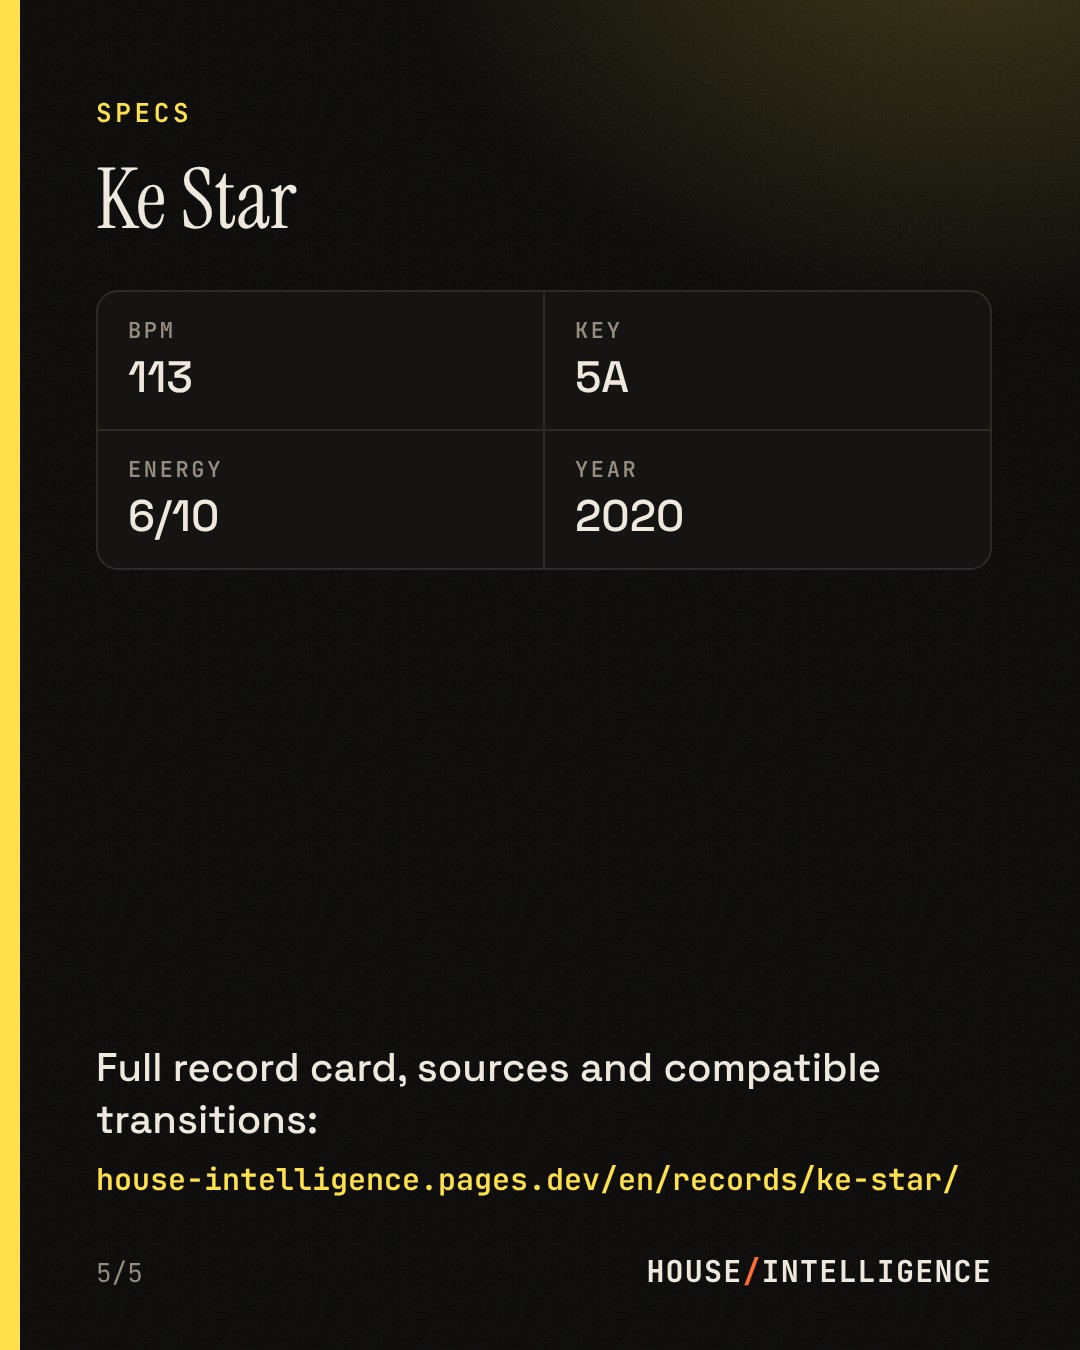 SPECS
Ke Star
BPM
113
KEY
5A
ENERGY
6/10
YEAR
2020
Full record card, sources and compatible
transitions:
house-intelligence.pages.dev/en/records/ke-star/
5/5
HOUSE/INTELLIGENCE